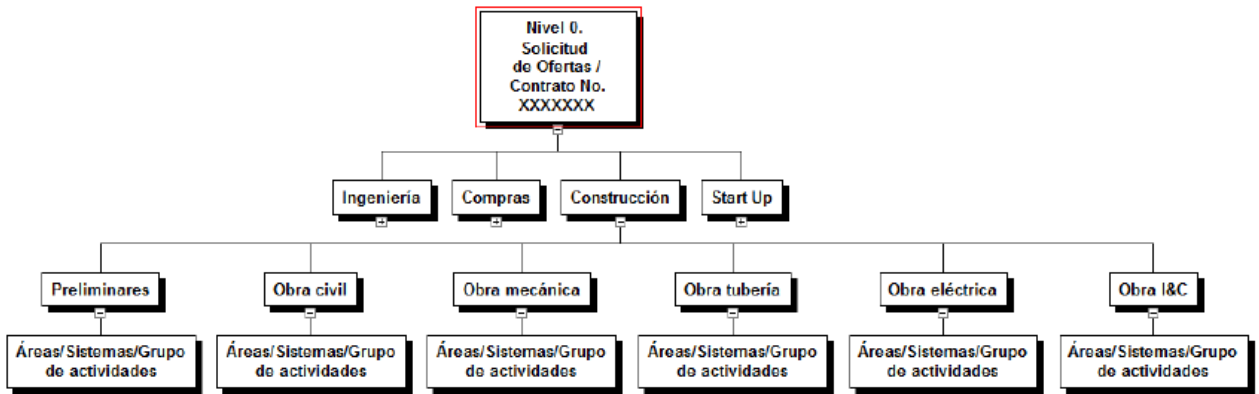 Nivel 0.
Solicitud
de Ofertas /
Contrato No.
XXXXXXX
Ingeniería
Compras
Construcción
Start Up
Preliminares
Obra civil
Obra mecánica
Obra tubería
Obra eléctrica
Obra I&C
Áreas/Sistemas/Grupo
de actividades
Áreas/Sistemas/Grupo
de actividades
Áreas/Sistemas/Grupo
de actividades
Áreas/Sistemas/Grupo
de actividades
Áreas/Sistemas/Grupo
de actividades
Áreas/Sistemas/Grupo
de actividades